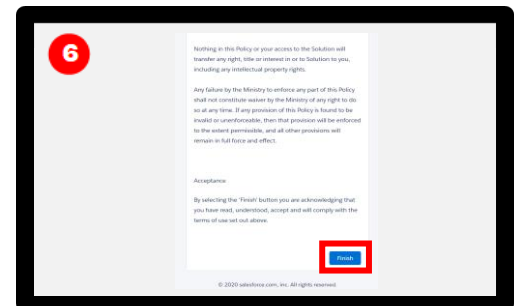 6
Nothing in this Policy or your access to the Solution will
transfer any right, title or interest in or to Solution to you,
including any intellectual property rights.
Any failure by the Ministry to enforce any part of this Policy
shall not constitute waiver by the Ministry of any right to do
so at any time. If any provision of this Policy is found to be
invalid or unenforceable, then that provision will be enforced
to the extent permissible, and all other provisions will
remain in full force and effect.
Acceptance
By selecting the 'Finish' button you are acknowledging that
you have read, understood, accept and will comply with the
terms of use set out above.
Finish
© 2020 salesforce.com, inc. All rights reserved.